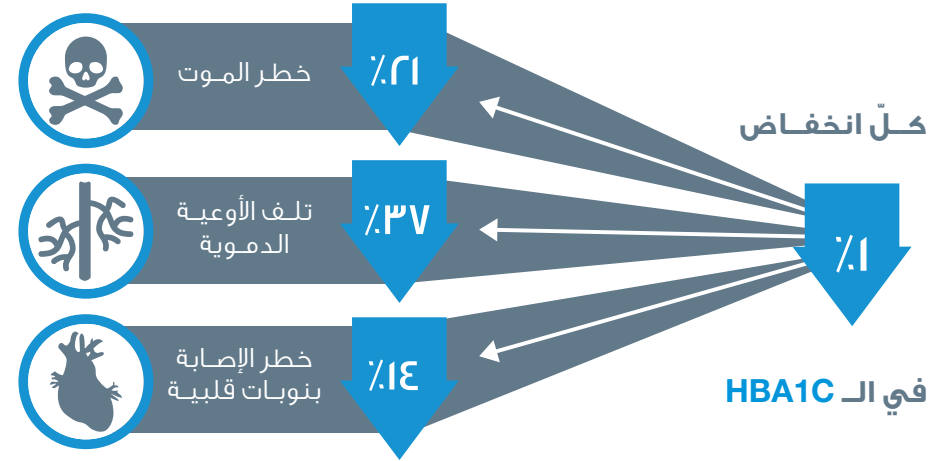 كلّ انخفاض
٪١
في الـ HBA1C
٪٢١
خطر الموت
٪٣٧
تلف الأوعية
الدموية
٪١٤
خطر الإصابة
بنوبات قلبية